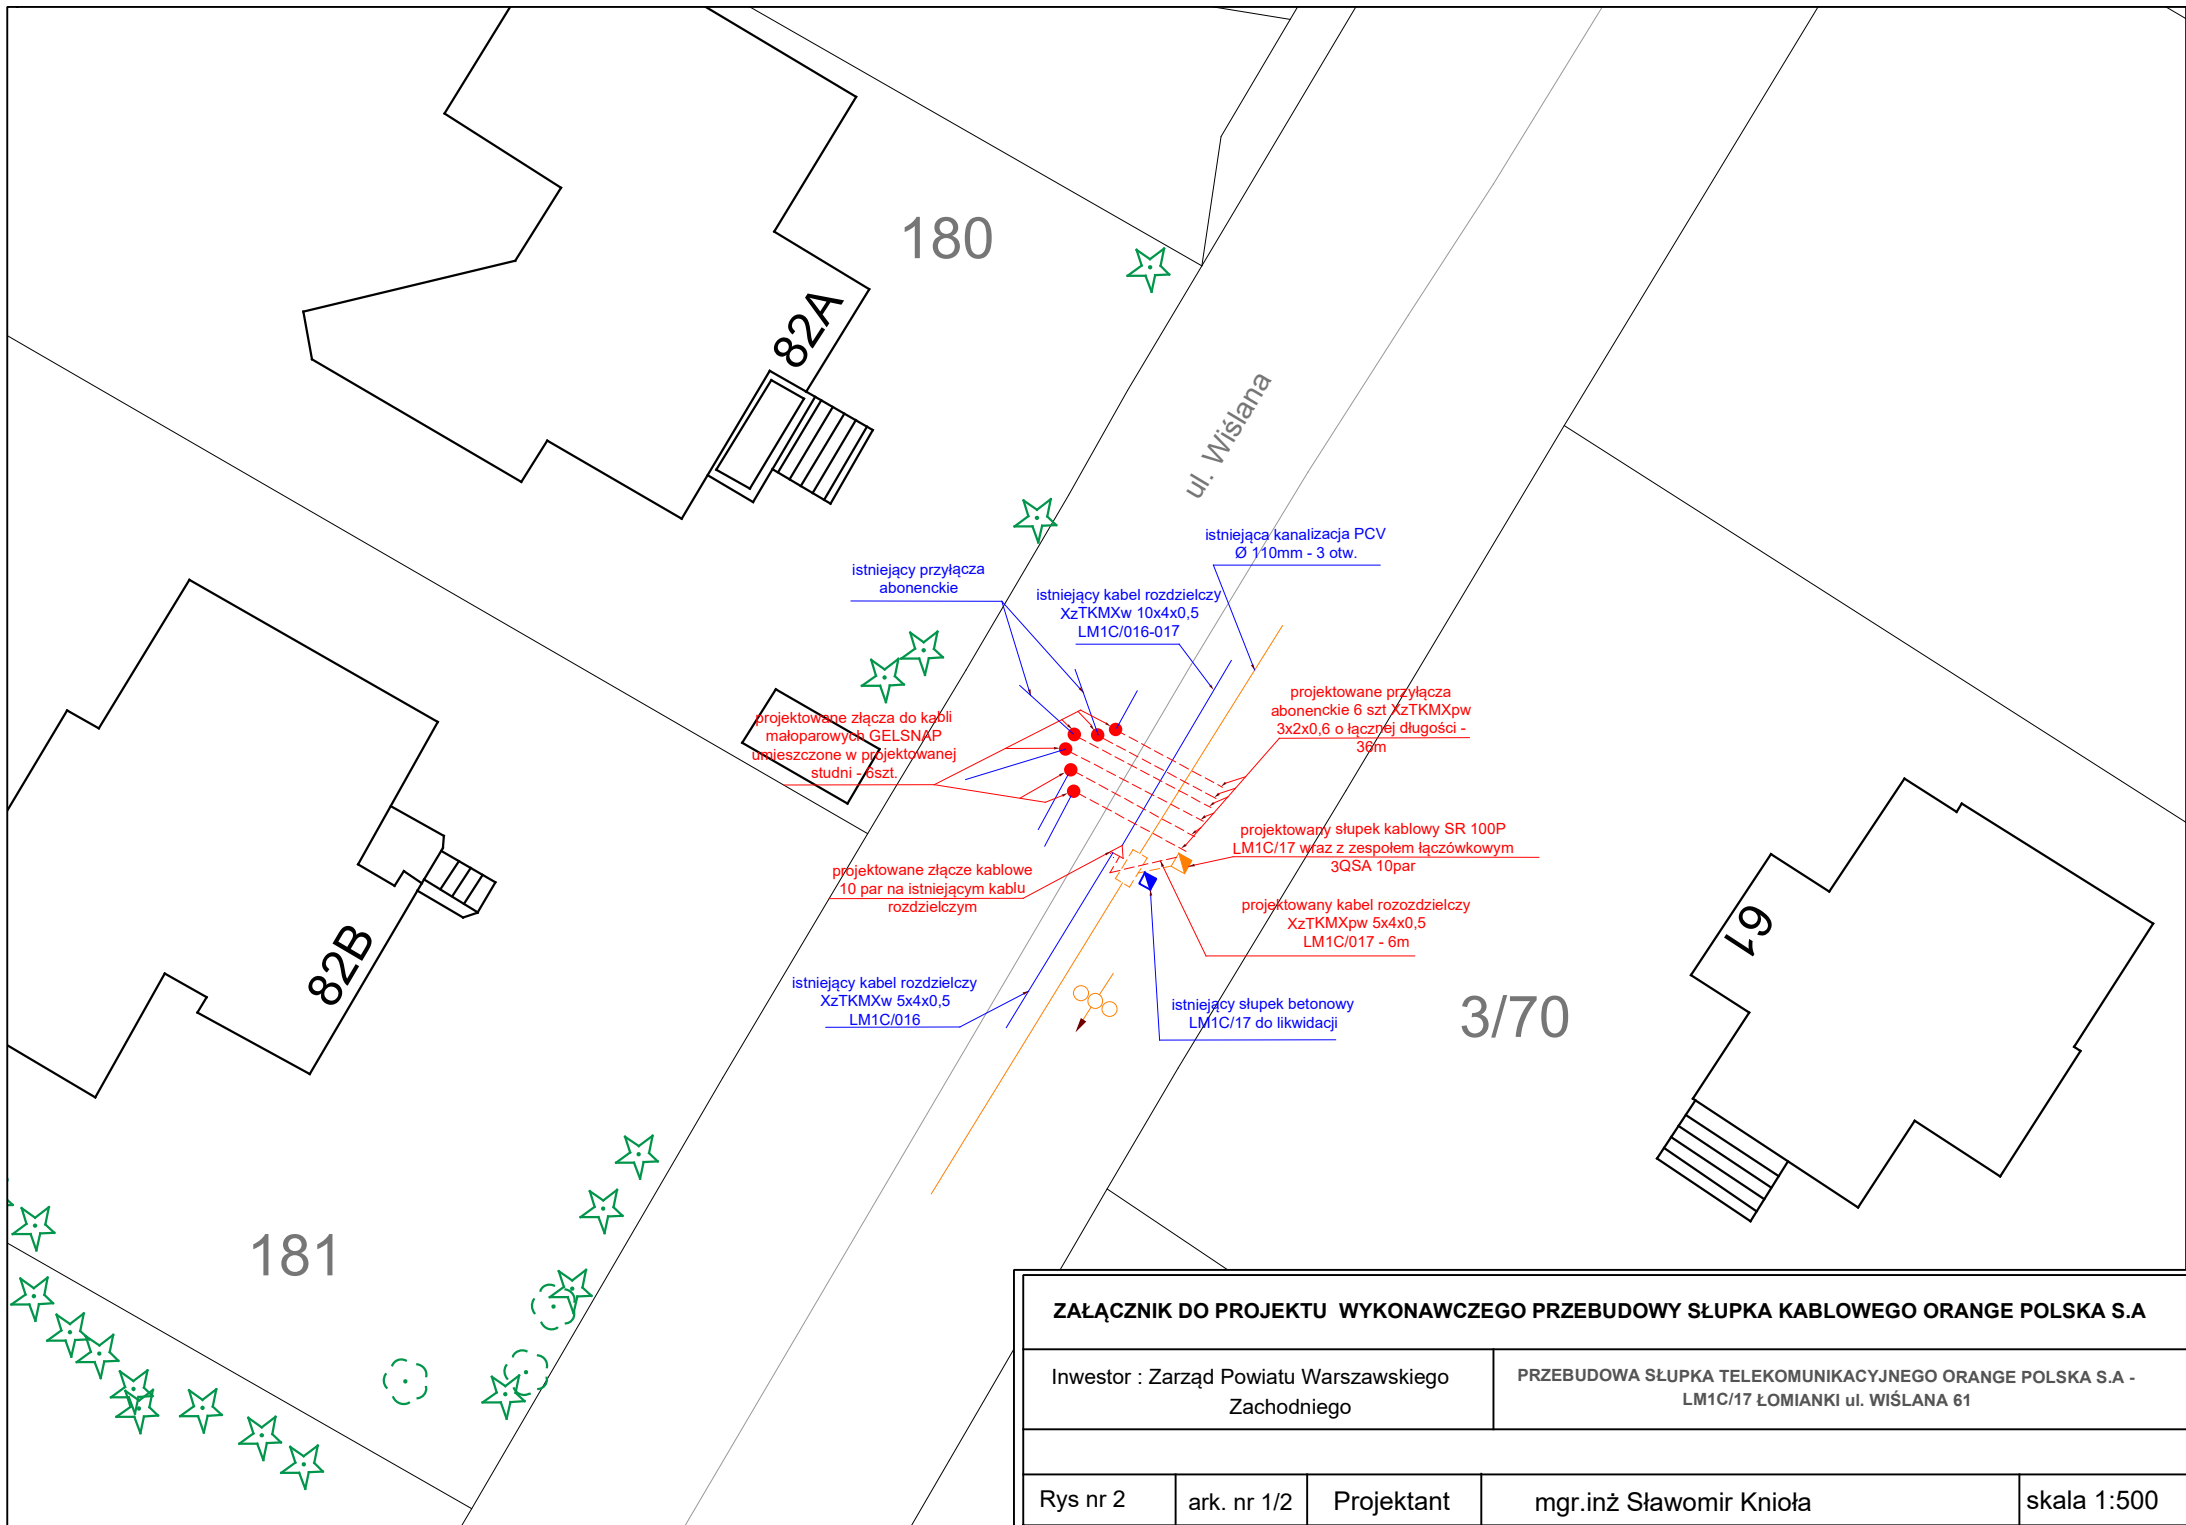 180
82A
ul. Wiślana
istniejąca kanalizacja PCV
Ø 110mm - 3 otw.
istniejący przyłącza
abonenckie
istniejący kabel rozdzielczy
XzTKMXw 10x4x0,5
LM1C/016-017
projektowane przyłącza
abonenckie 6 szt XzTKMXpw
3x2x0,6 o łącznej długości -
36m
projektowane złącza do kabli
małoparowych GELSNAP
umieszczone w projektowanej
studni - 6szt.
projektowany słupek kablowy SR 100P
LM1C/17 wraz z zespołem łączówkowym
3QSA 10par
projektowane złącze kablowe
10 par na istniejącym kablu
rozdzielczym
projektowany kabel rozozdzielczy
XzTKMXpw 5x4x0,5
LM1C/017 - 6m
61
82B
istniejący kabel rozdzielczy
XzTKMXw 5x4x0,5
LM1C/016
istniejący słupek betonowy
LM1C/17 do likwidacji
3/70
181
ZAŁĄCZNIK DO PROJEKTU WYKONAWCZEGO PRZEBUDOWY SŁUPKA KABLOWEGO ORANGE POLSKA S.A
Inwestor : Zarząd Powiatu Warszawskiego
Zachodniego
PRZEBUDOWA SŁUPKA TELEKOMUNIKACYJNEGO ORANGE POLSKA S.A -
LM1C/17 ŁOMIANKI ul. WIŚLANA 61
Rys nr 2
ark. nr 1/2
Projektant
mgr.inż Sławomir Knioła
skala 1:500